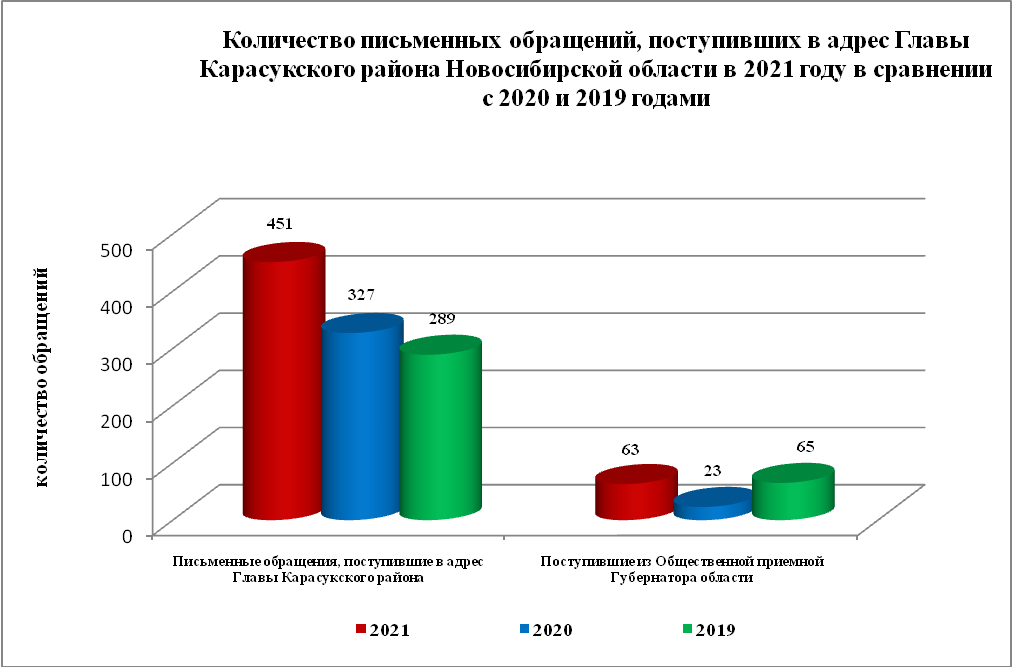 Количество письменных обращений, поступивших в адрес Главы
Карасукского района Новосибирской области в 2021 году в сравнении
с 2020 и 2019 годами
количество обращений
500
400
300
200
100
0
451
327
289
63
23
65
Письменные обращения, поступившие в адрес
Главы Карасукского района
Поступившие из Общественной приемной
Губернатора области
2021
2020
2019